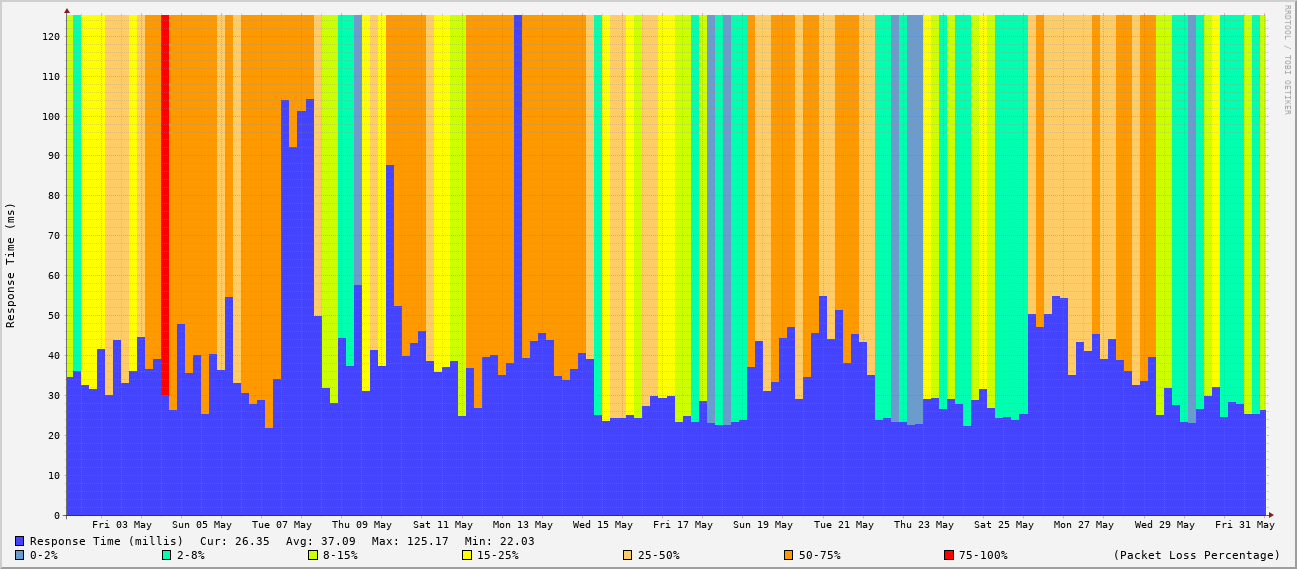 RRDTOOL / TOBI OETIKER
Response Time (ms)
120
110
100
90
80
70
60
50
40
30
20
10
0
Fri 03 May Sun 05 May Tue 07 May Thu 09 May Sat 11 May Mon 13 May Wed 15 May Fri 17 May Sun 19 May Tue 21 May Thu 23 May Sat 25 May Mon 27 May Wed 29 May Fri 31 May
Response Time (millis) Cur: 26.35 Avg: 37.09 Max: 125.17 Min: 22.03
0-2% 2-8% 8-15% 15-25% 25-50% 50-75% 75-100% (Packet Loss Percentage)